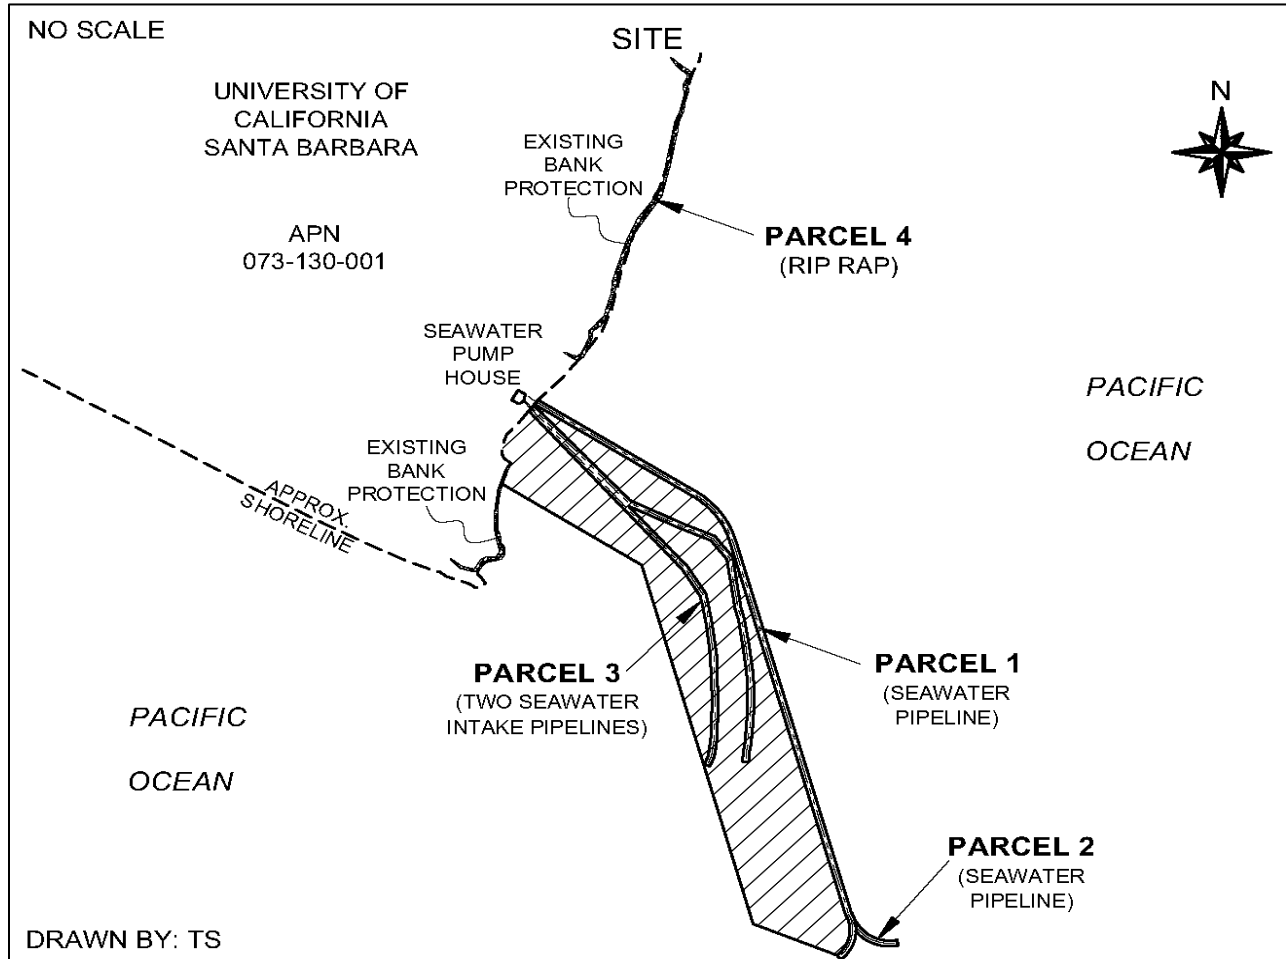 NO SCALE
SITE
N
UNIVERSITY OF
CALIFORNIA
SANTA BARBARA
EXISTING
BANK
PROTECTION
APN
073-130-001
PARCEL 4
(RIP RAP)
SEAWATER
PUMP
HOUSE
PACIFIC
OCEAN
EXISTING
BANK
PROTECTION
APPROX.
SHORELINE
PARCEL 3
(TWO SEAWATER
INTAKE PIPELINES)
PARCEL 1
(SEAWATER
PIPELINE)
PACIFIC
OCEAN
PARCEL 2
(SEAWATER
PIPELINE)
DRAWN BY: TS